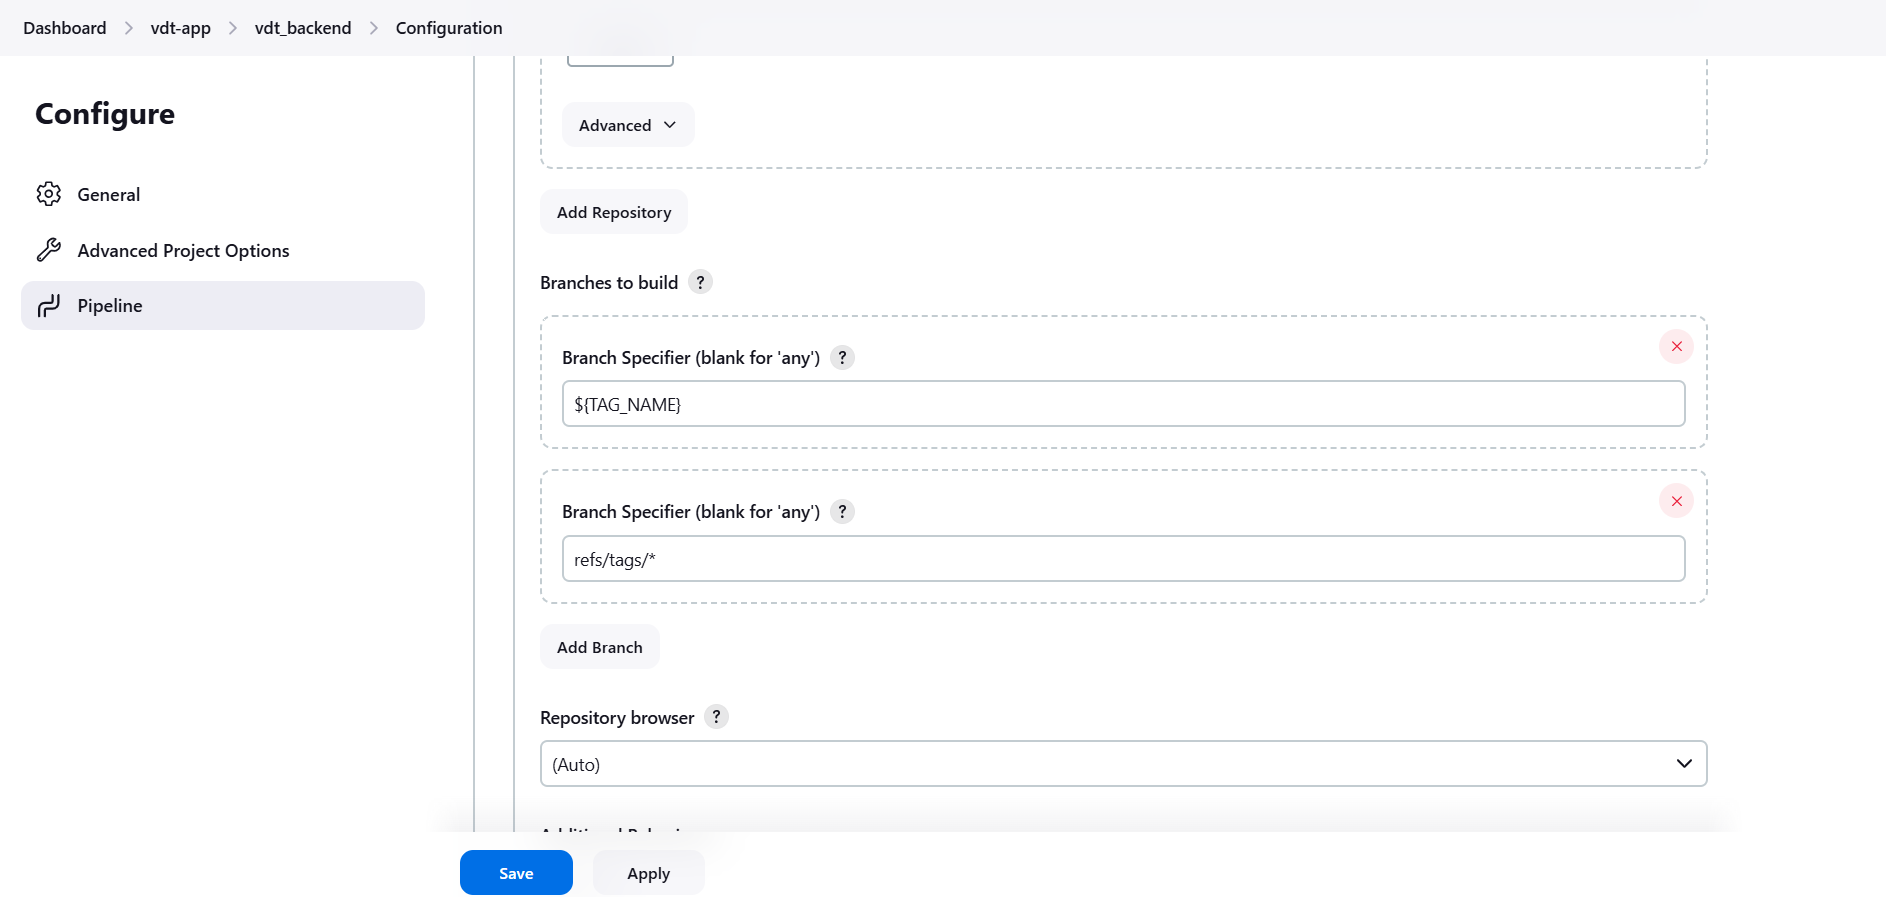 Dashboard > vdt-app > vdt_backend > Configuration
Configure
General
Advanced Project Options
Pipeline
Advanced
Add Repository
Branches to build ?
Branch Specifier (blank for 'any') ?
${TAG_NAME}
Branch Specifier (blank for 'any') ?
refs/tags/*
Add Branch
Repository browser ?
(Auto)
Save
Apply